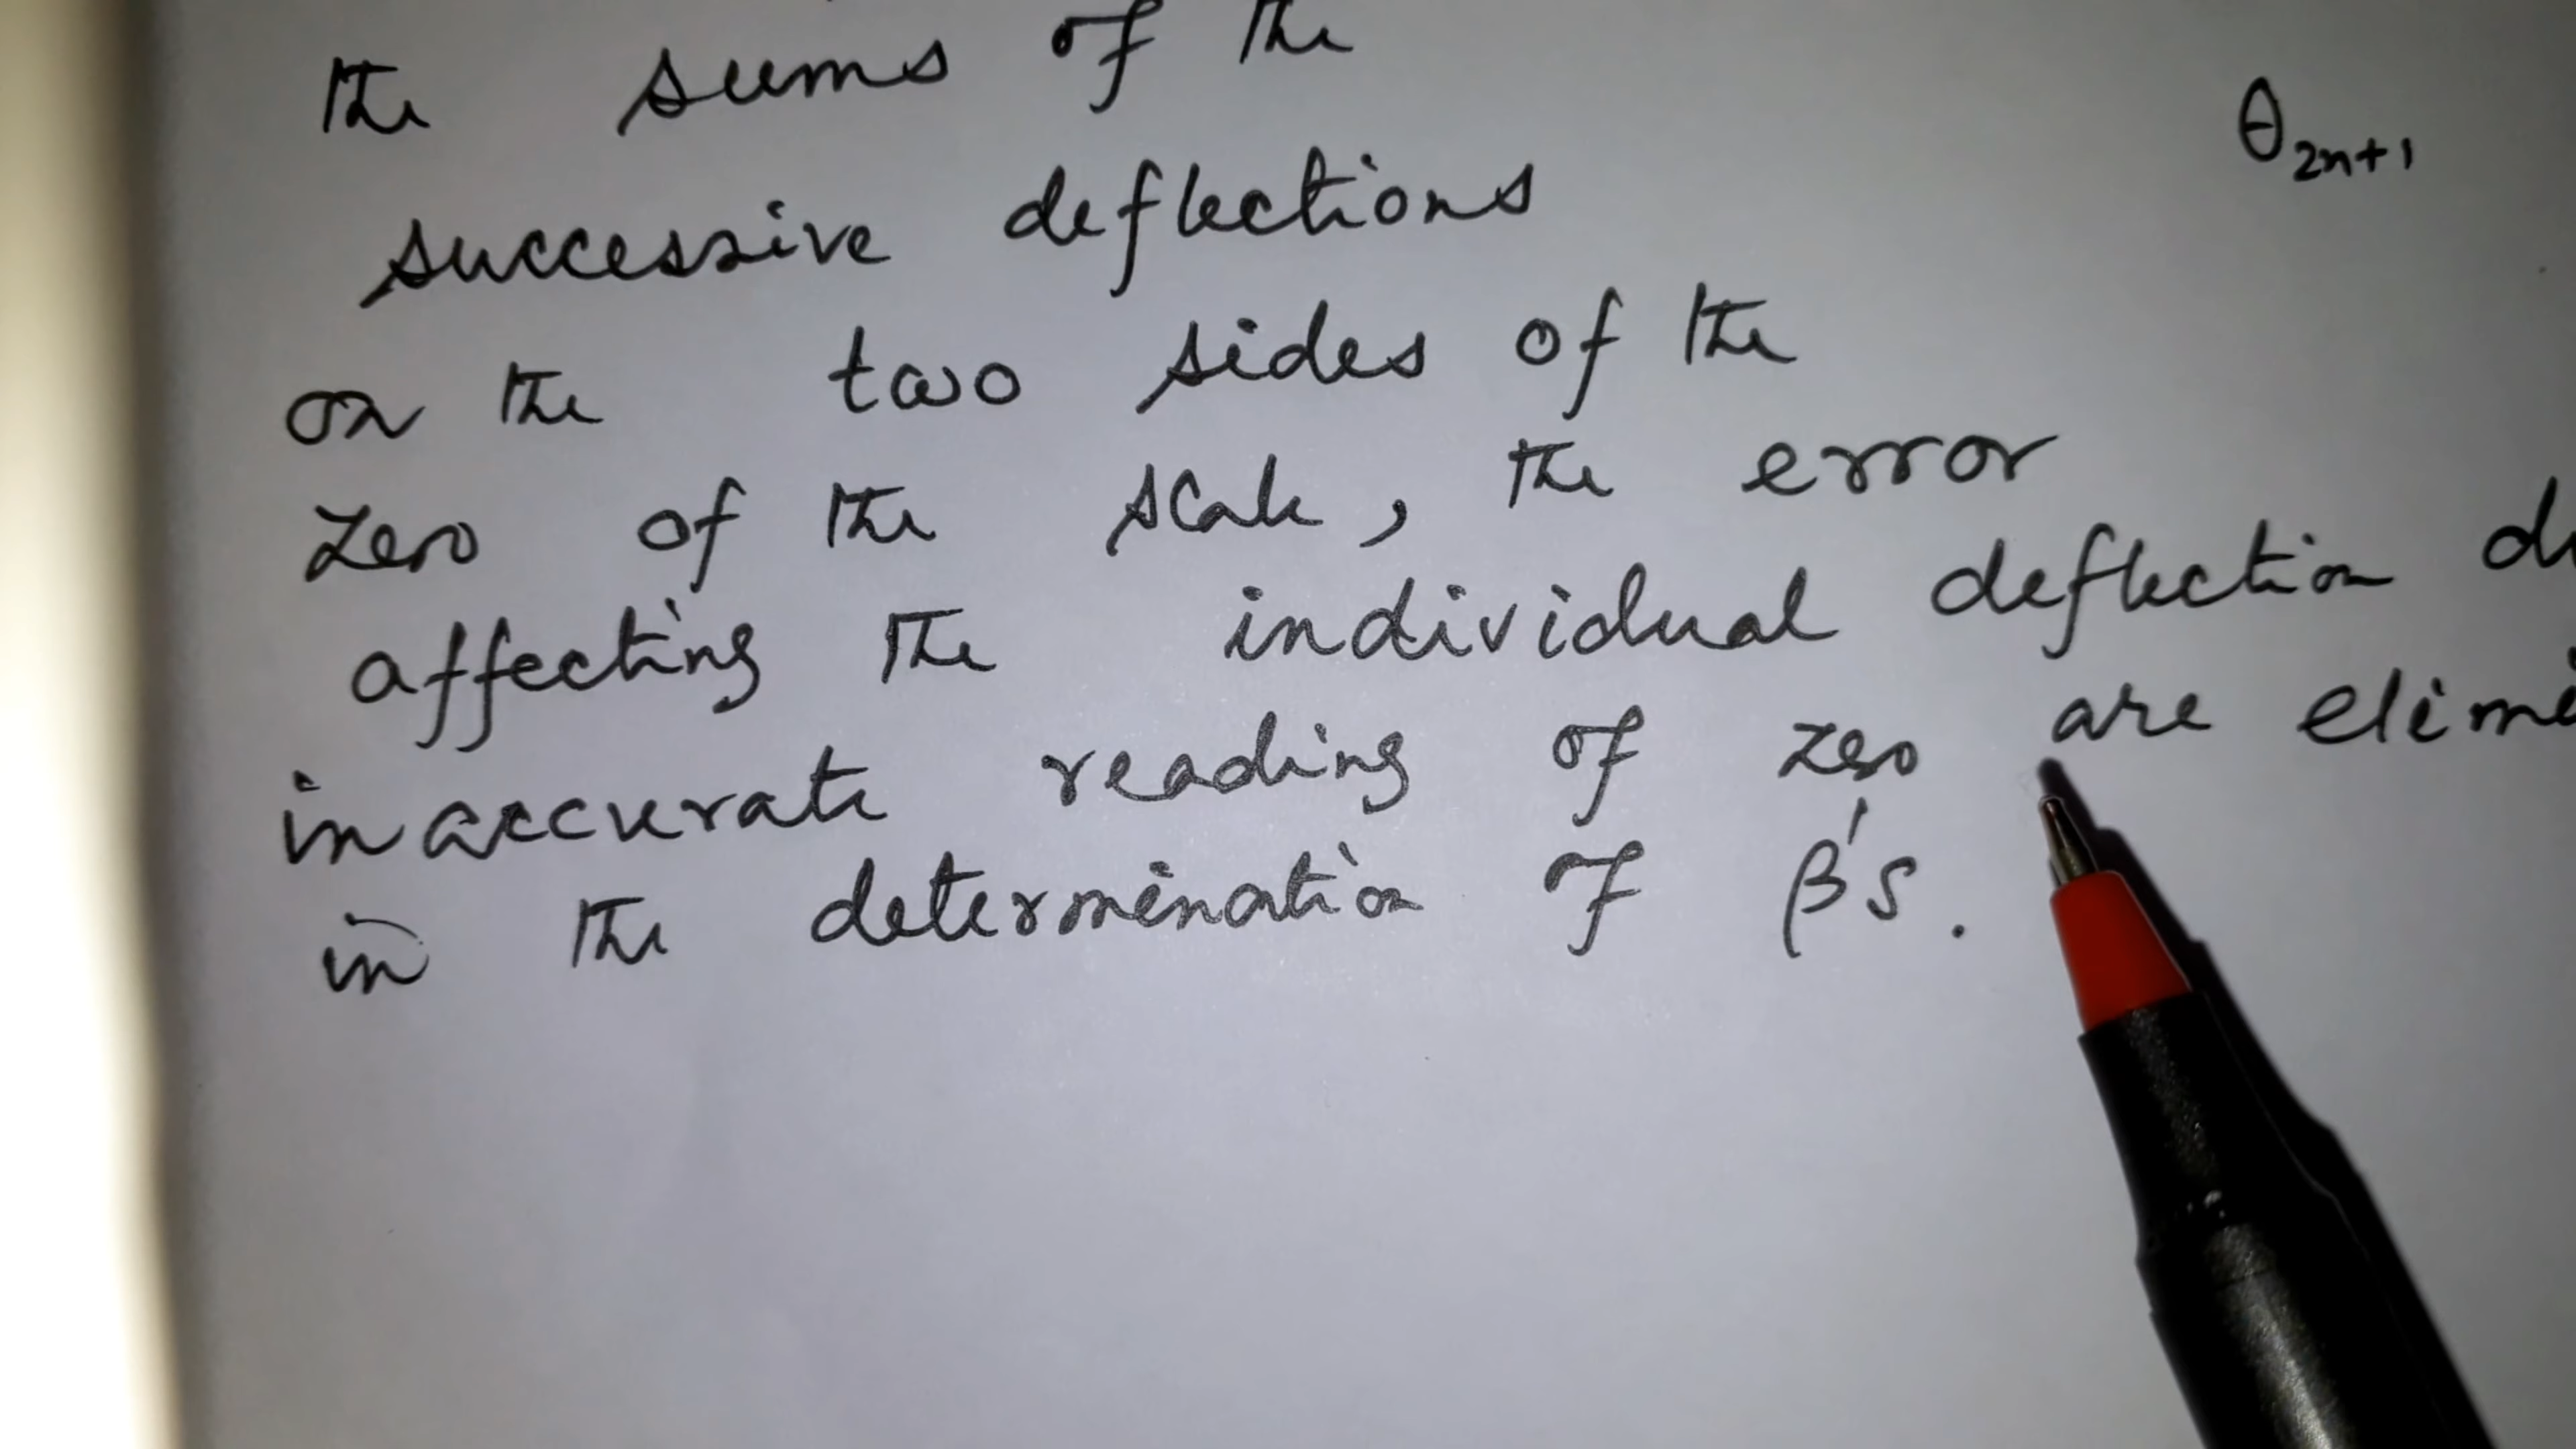 the sums of the
θ2n+1
successive deflections
on the two sides of the
zero of the scale, the error
affecting the individual deflection
inaccurate reading of zero are
in the determination of β's.